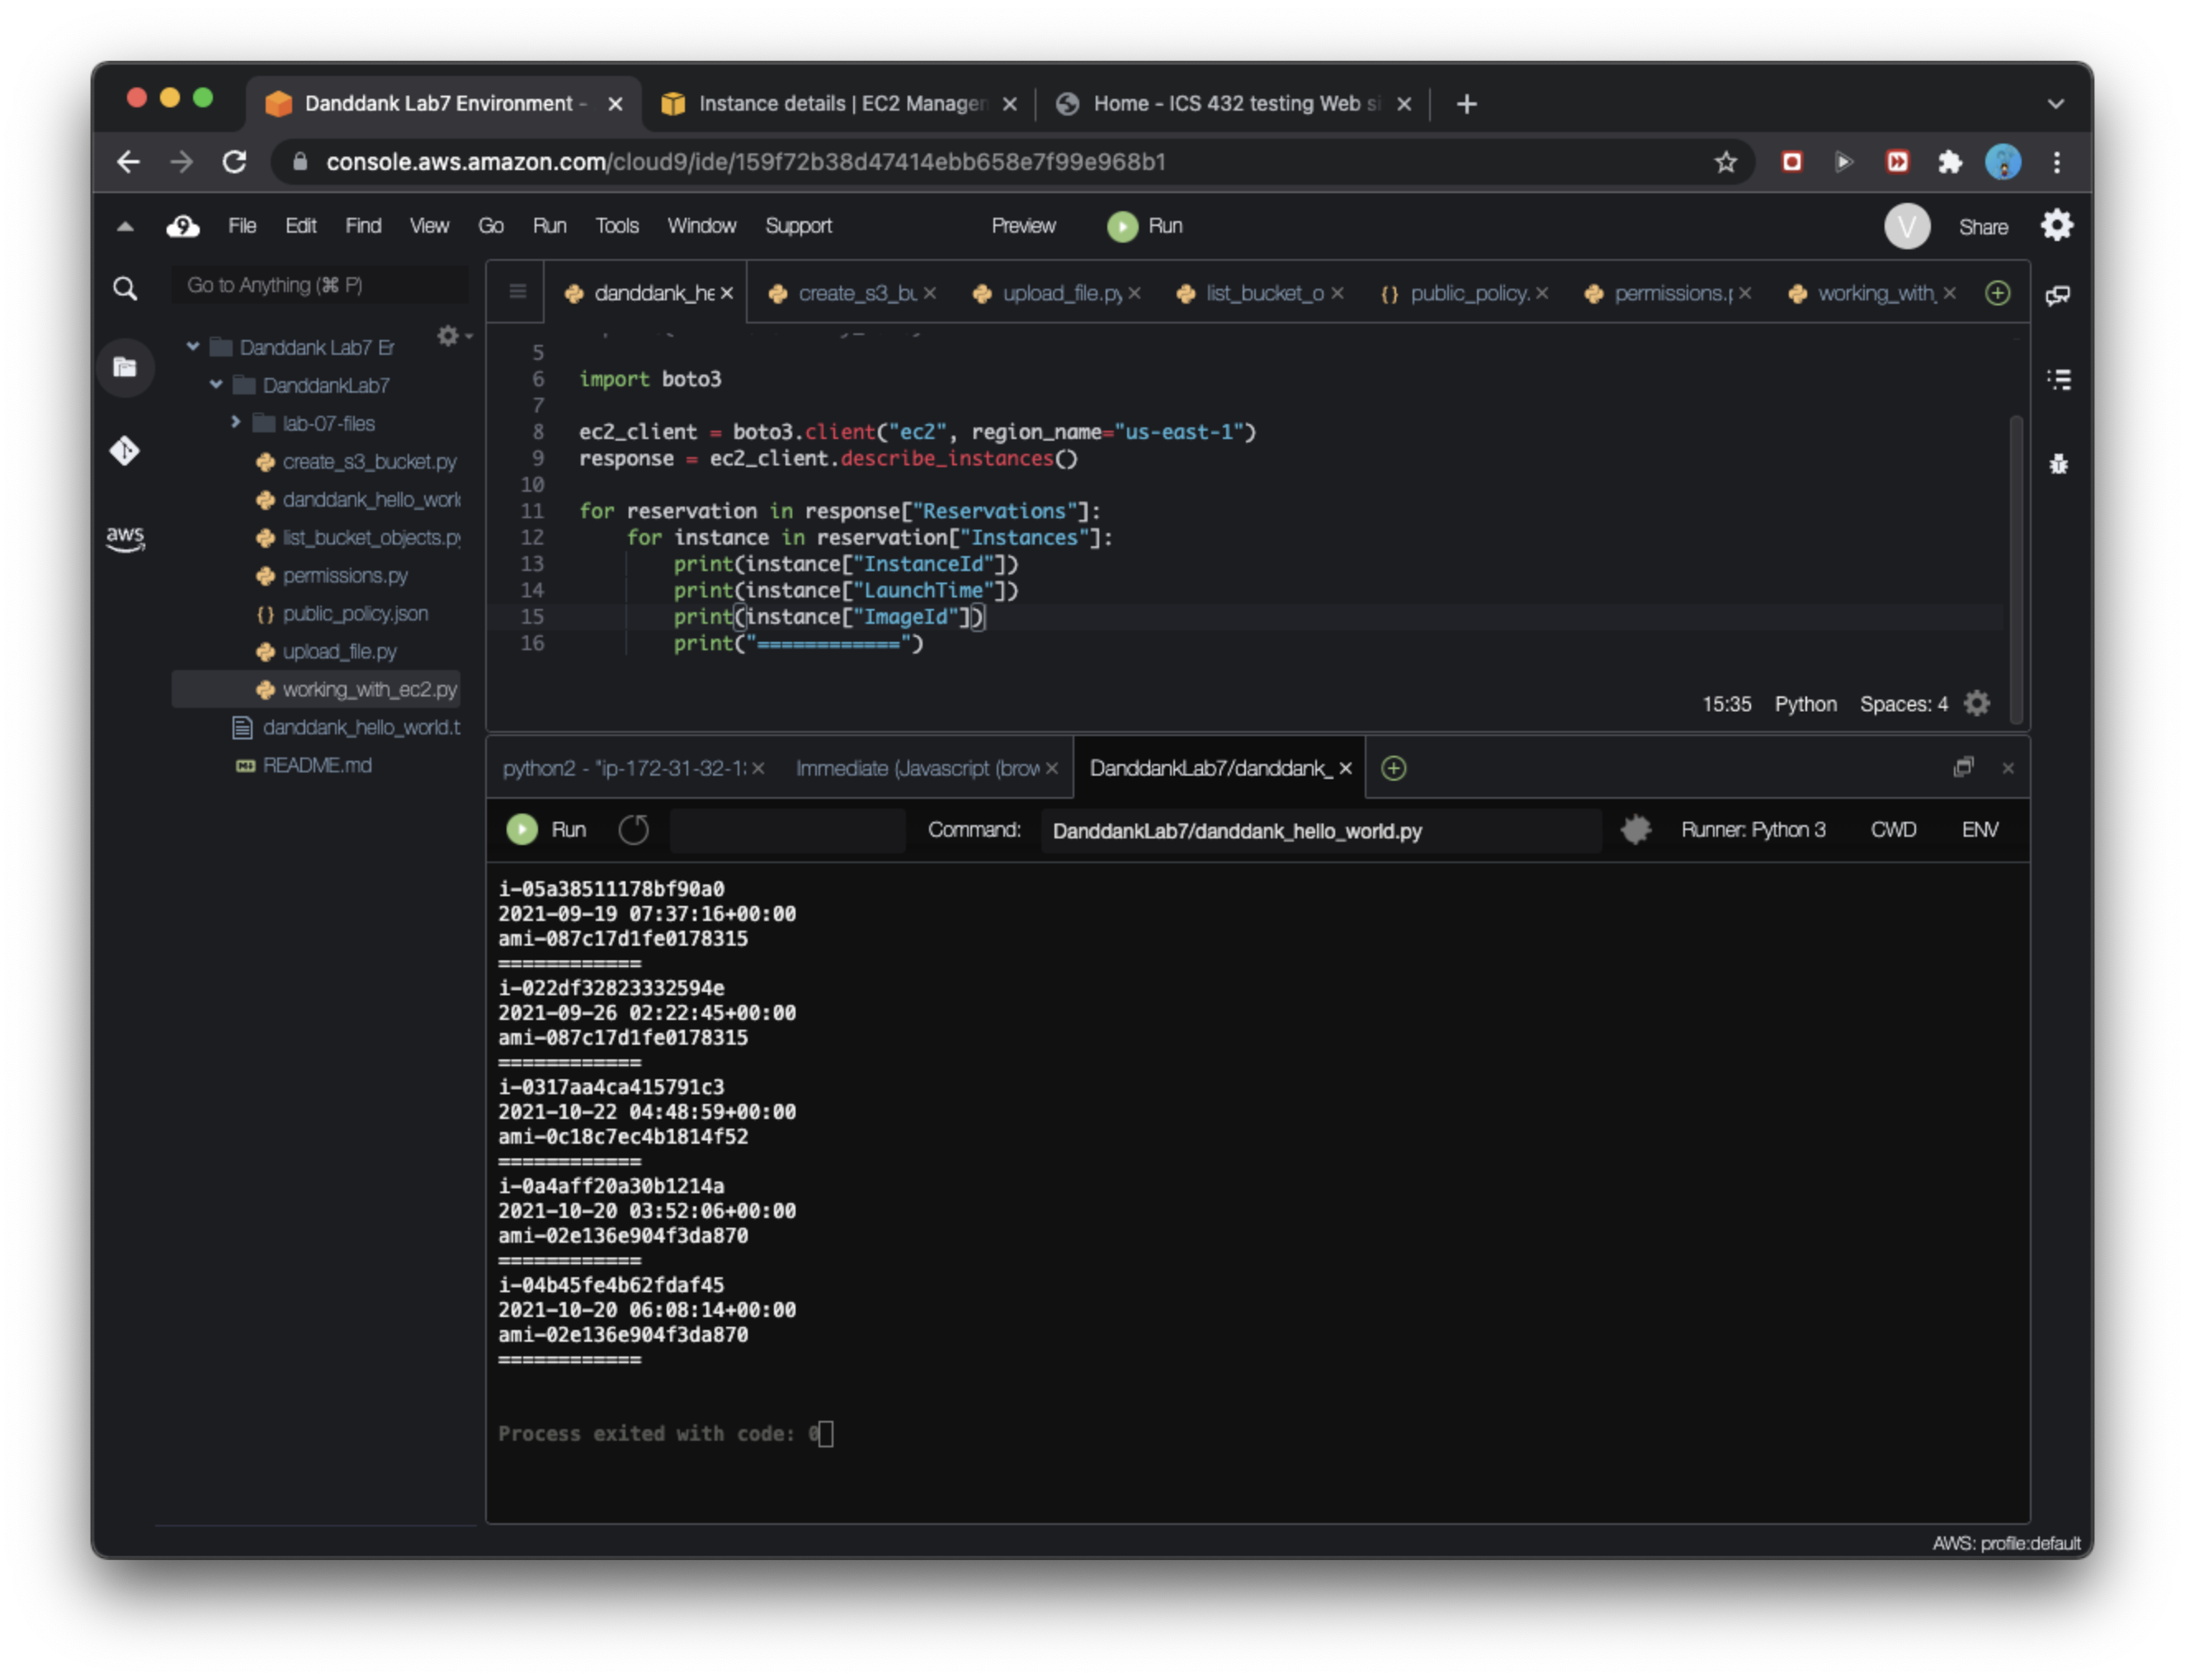 Danddank Lab7 Environment -
Instance details | EC2 Manager
Home - ICS 432 testing Web si
console.aws.amazon.com/cloud9/ide/159f72b38d47414ebb658e7f99e968b1
9 File Edit Find View Go Run Tools Window Support Preview Run V Share
Go to Anything (⌘ P)
danddank_he
create_s3_bu
upload_file.py
list_bucket_o
{} public_policy.
permissions.p
working_with_
Danddank Lab7 Er
DanddankLab7
lab-07-files
create_s3_bucket.py
danddank_hello_worl
list_bucket_objects.py
permissions.py
{} public_policy.json
upload_file.py
working_with_ec2.py
danddank_hello_world.t
README.md
aws
5
6 import boto3
7
8 ec2_client = boto3.client("ec2", region_name="us-east-1")
9 response = ec2_client.describe_instances()
10
11 for reservation in response["Reservations"]:
12 for instance in reservation["Instances"]:
13 print(instance["InstanceId"])
14 print(instance["LaunchTime"])
15 print(instance["ImageId"])
16 print("============")
15:35 Python Spaces: 4
python2 - "ip-172-31-32-1
Immediate (Javascript (brow
DanddankLab7/danddank_
Run
Command: DanddankLab7/danddank_hello_world.py
Runner: Python 3 CWD ENV
i-05a38511178bf90a0
2021-09-19 07:37:16+00:00
ami-087c17d1fe0178315
============
i-022df32823332594e
2021-09-26 02:22:45+00:00
ami-087c17d1fe0178315
============
i-0317aa4ca415791c3
2021-10-22 04:48:59+00:00
ami-0c18c7ec4b1814f52
============
i-0a4aff20a30b1214a
2021-10-20 03:52:06+00:00
ami-02e136e904f3da870
============
i-04b45fe4b62fdaf45
2021-10-20 06:08:14+00:00
ami-02e136e904f3da870
============
Process exited with code: 0
AWS: profile:default